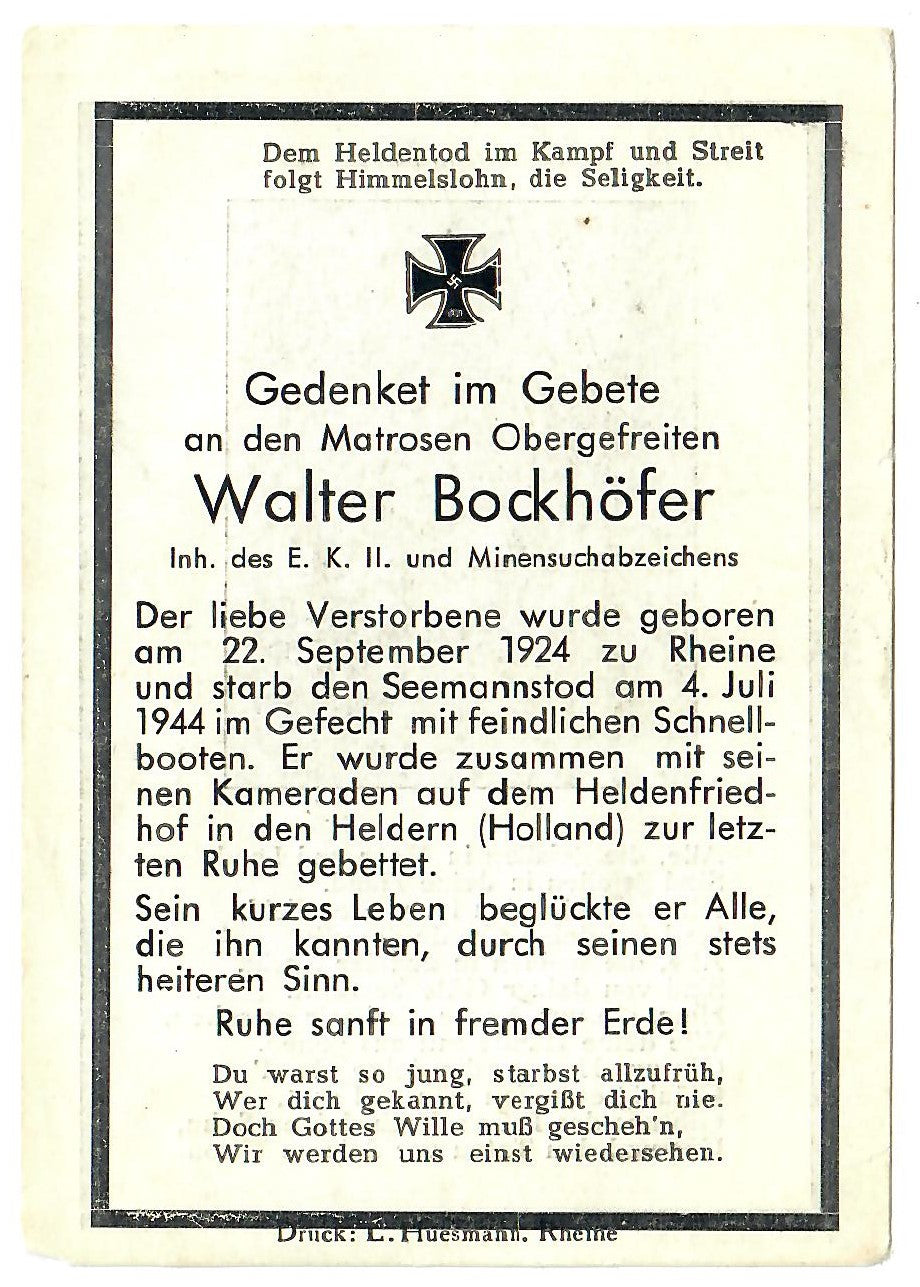 Dem Heldentod im Kampf und Streit
folgt Himmelslohn, die Seligkeit.
Gedenket im Gebete
an den Matrosen Obergefreiten
Walter Bockhöfer
Inh. des E. K. II. und Minensuchabzeichens
Der liebe Verstorbene wurde geboren
am 22. September 1924 zu Rheine
und starb den Seemannstod am 4. Juli
1944 im Gefecht mit feindlichen Schnell-
booten. Er wurde zusammen mit sei-
nen Kameraden auf dem Heldenfried-
hof in den Heldern (Holland) zur letz-
ten Ruhe gebettet.
Sein kurzes Leben beglückte er Alle,
die ihn kannten, durch seinen stets
heiteren Sinn.
Ruhe sanft in fremder Erde!
Du warst so jung, starbst allzufrüh,
Wer dich gekannt, vergißt dich nie.
Doch Gottes Wille muß gescheh'n,
Wir werden uns einst wiedersehen.
Druck: L. Huesmann, Rheine